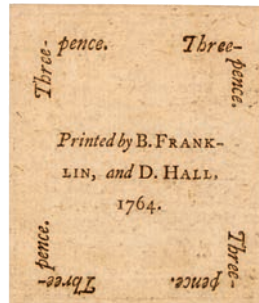 Three-pence.
Three-pence.
Printed by B. FRANK-
LIN, and D. HALL.
1764.
Three-pence.
Three-pence.